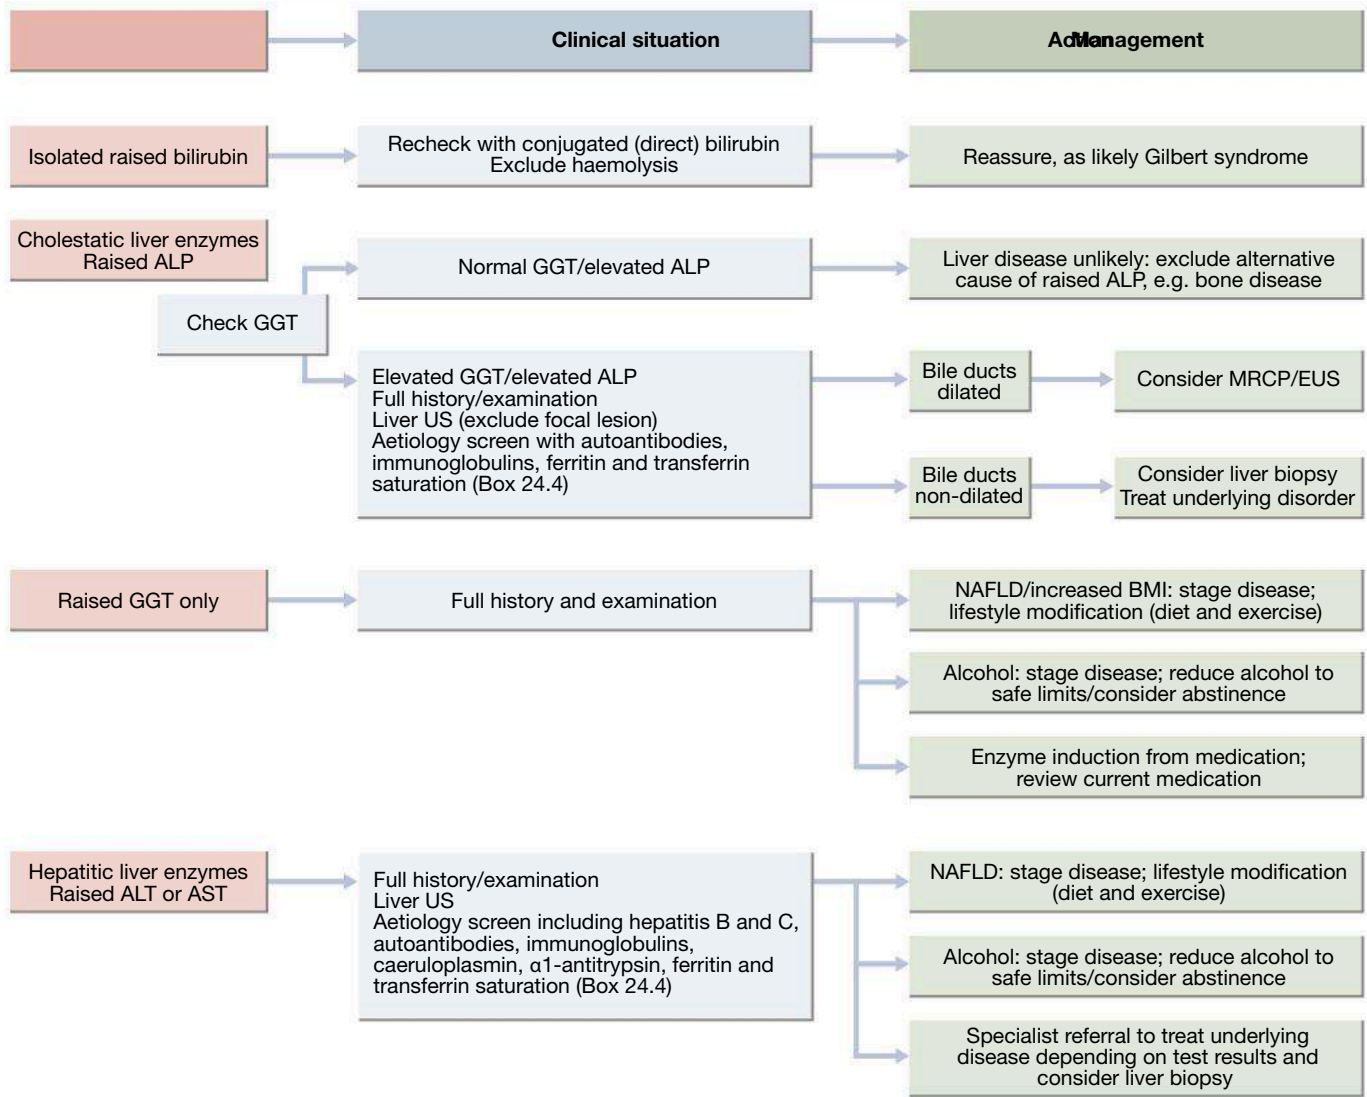 Clinical situation
Management
Isolated raised bilirubin
Recheck with conjugated (direct) bilirubin
Exclude haemolysis
Reassure, as likely Gilbert syndrome
Cholestatic liver enzymes
Raised ALP
Check GGT
Normal GGT/elevated ALP
Liver disease unlikely: exclude alternative
cause of raised ALP, e.g. bone disease
Elevated GGT/elevated ALP
Full history/examination
Liver US (exclude focal lesion)
Aetiology screen with autoantibodies,
immunoglobulins, ferritin and transferrin
saturation (Box 24.4)
Bile ducts
dilated
Consider MRCP/EUS
Bile ducts
non-dilated
Consider liver biopsy
Treat underlying disorder
Raised GGT only
Full history and examination
NAFLD/increased BMI: stage disease;
lifestyle modification (diet and exercise)
Alcohol: stage disease; reduce alcohol to
safe limits/consider abstinence
Enzyme induction from medication;
review current medication
Hepatitic liver enzymes
Raised ALT or AST
Full history/examination
Liver US
Aetiology screen including hepatitis B and C,
autoantibodies, immunoglobulins,
caeruloplasmin, α1-antitrypsin, ferritin and
transferrin saturation (Box 24.4)
NAFLD: stage disease; lifestyle modification
(diet and exercise)
Alcohol: stage disease; reduce alcohol to
safe limits/consider abstinence
Specialist referral to treat underlying
disease depending on test results and
consider liver biopsy